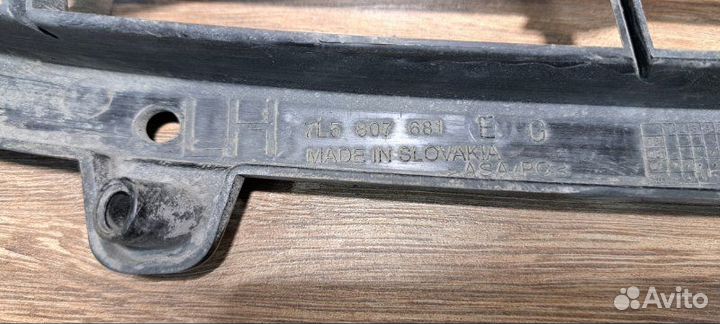 LH 7L5 807 681 E C
MADE IN SLOVAKIA
ASA/PC
Avito